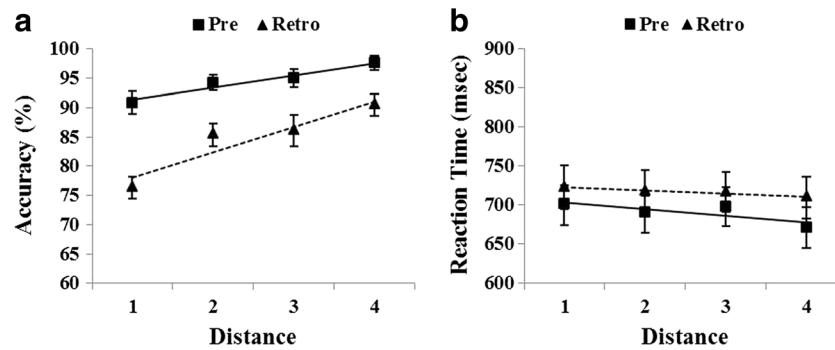 a
Pre Retro
100
95
90
85
80
75
70
65
60
Accuracy (%)
1 2 3 4
Distance
b
Pre Retro
900
850
800
750
700
650
600
Reaction Time (msec)
1 2 3 4
Distance